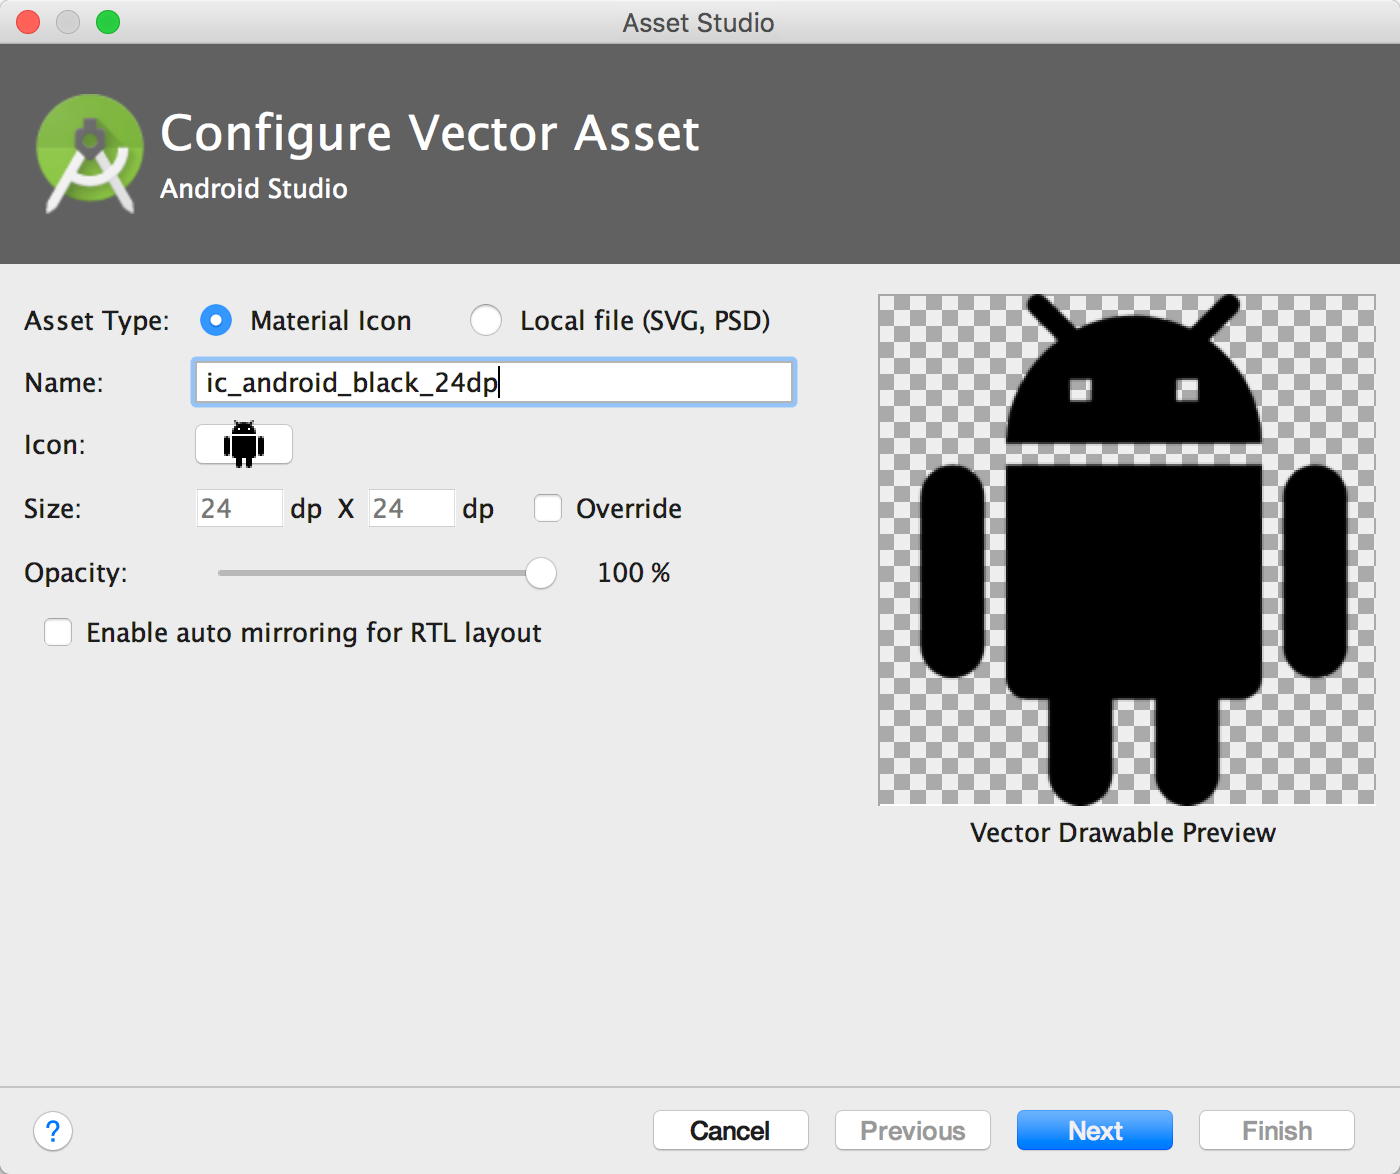 Asset Studio
Configure Vector Asset
Android Studio
Asset Type: Material Icon Local file (SVG, PSD)
Name: ic_android_black_24dp
Icon:
Size: 24 dp X 24 dp Override
Opacity: 100 %
Enable auto mirroring for RTL layout
Vector Drawable Preview
? Cancel Previous Next Finish